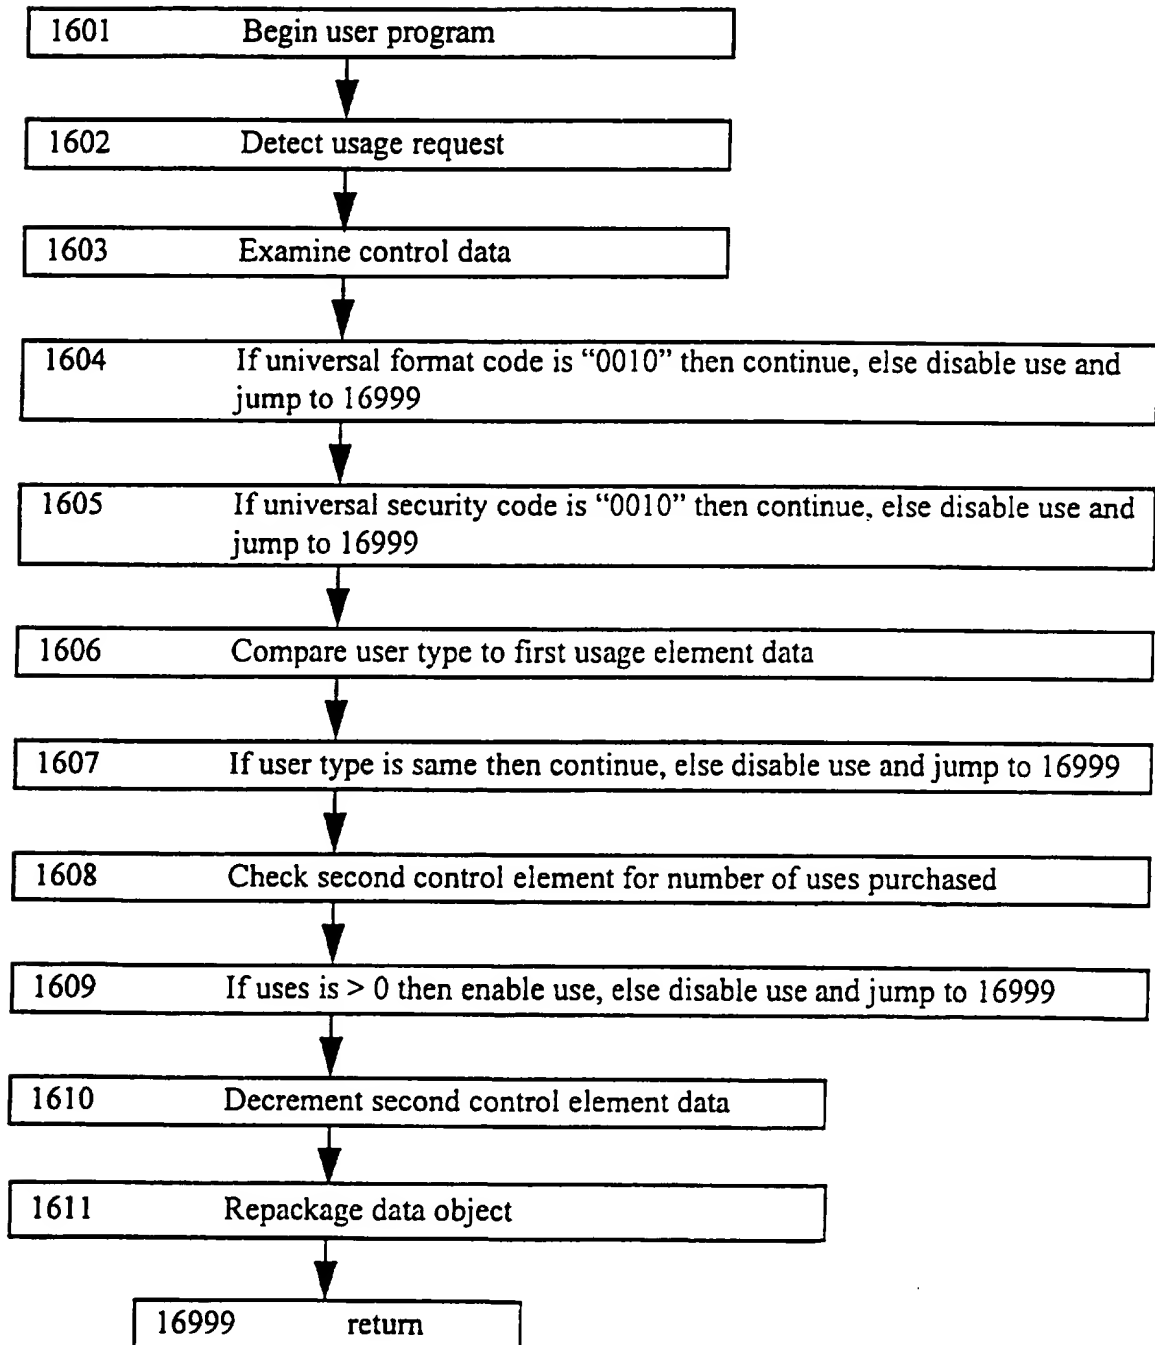 1601 Begin user program
1602 Detect usage request
1603 Examine control data
1604 If universal format code is “0010” then continue, else disable use and
jump to 16999
1605 If universal security code is “0010” then continue, else disable use and
jump to 16999
1606 Compare user type to first usage element data
1607 If user type is same then continue, else disable use and jump to 16999
1608 Check second control element for number of uses purchased
1609 If uses is > 0 then enable use, else disable use and jump to 16999
1610 Decrement second control element data
1611 Repackage data object
16999 return